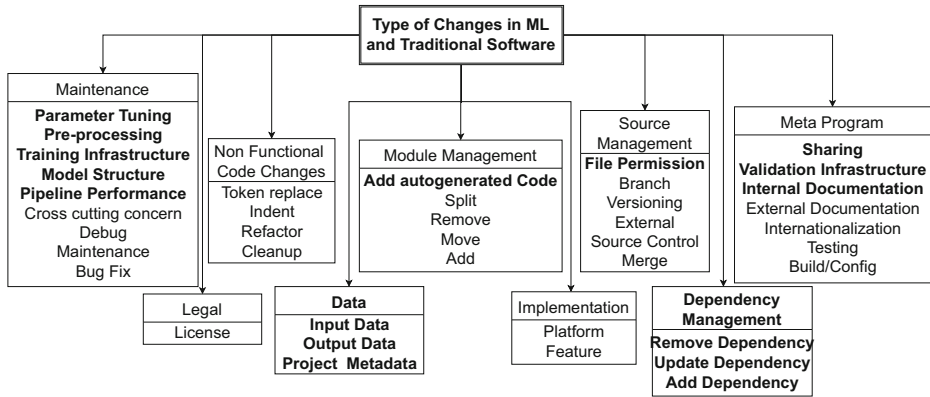 Type of Changes in ML
and Traditional Software
Maintenance
Parameter Tuning
Pre-processing
Training Infrastructure
Model Structure
Pipeline Performance
Cross cutting concern
Debug
Maintenance
Bug Fix
Non Functional
Code Changes
Token replace
Indent
Refactor
Cleanup
Module Management
Add autogenerated Code
Split
Remove
Move
Add
Source
Management
File Permission
Branch
Versioning
External
Source Control
Merge
Meta Program
Sharing
Validation Infrastructure
Internal Documentation
External Documentation
Internationalization
Testing
Build/Config
Legal
License
Data
Input Data
Output Data
Project Metadata
Implementation
Platform
Feature
Dependency
Management
Remove Dependency
Update Dependency
Add Dependency